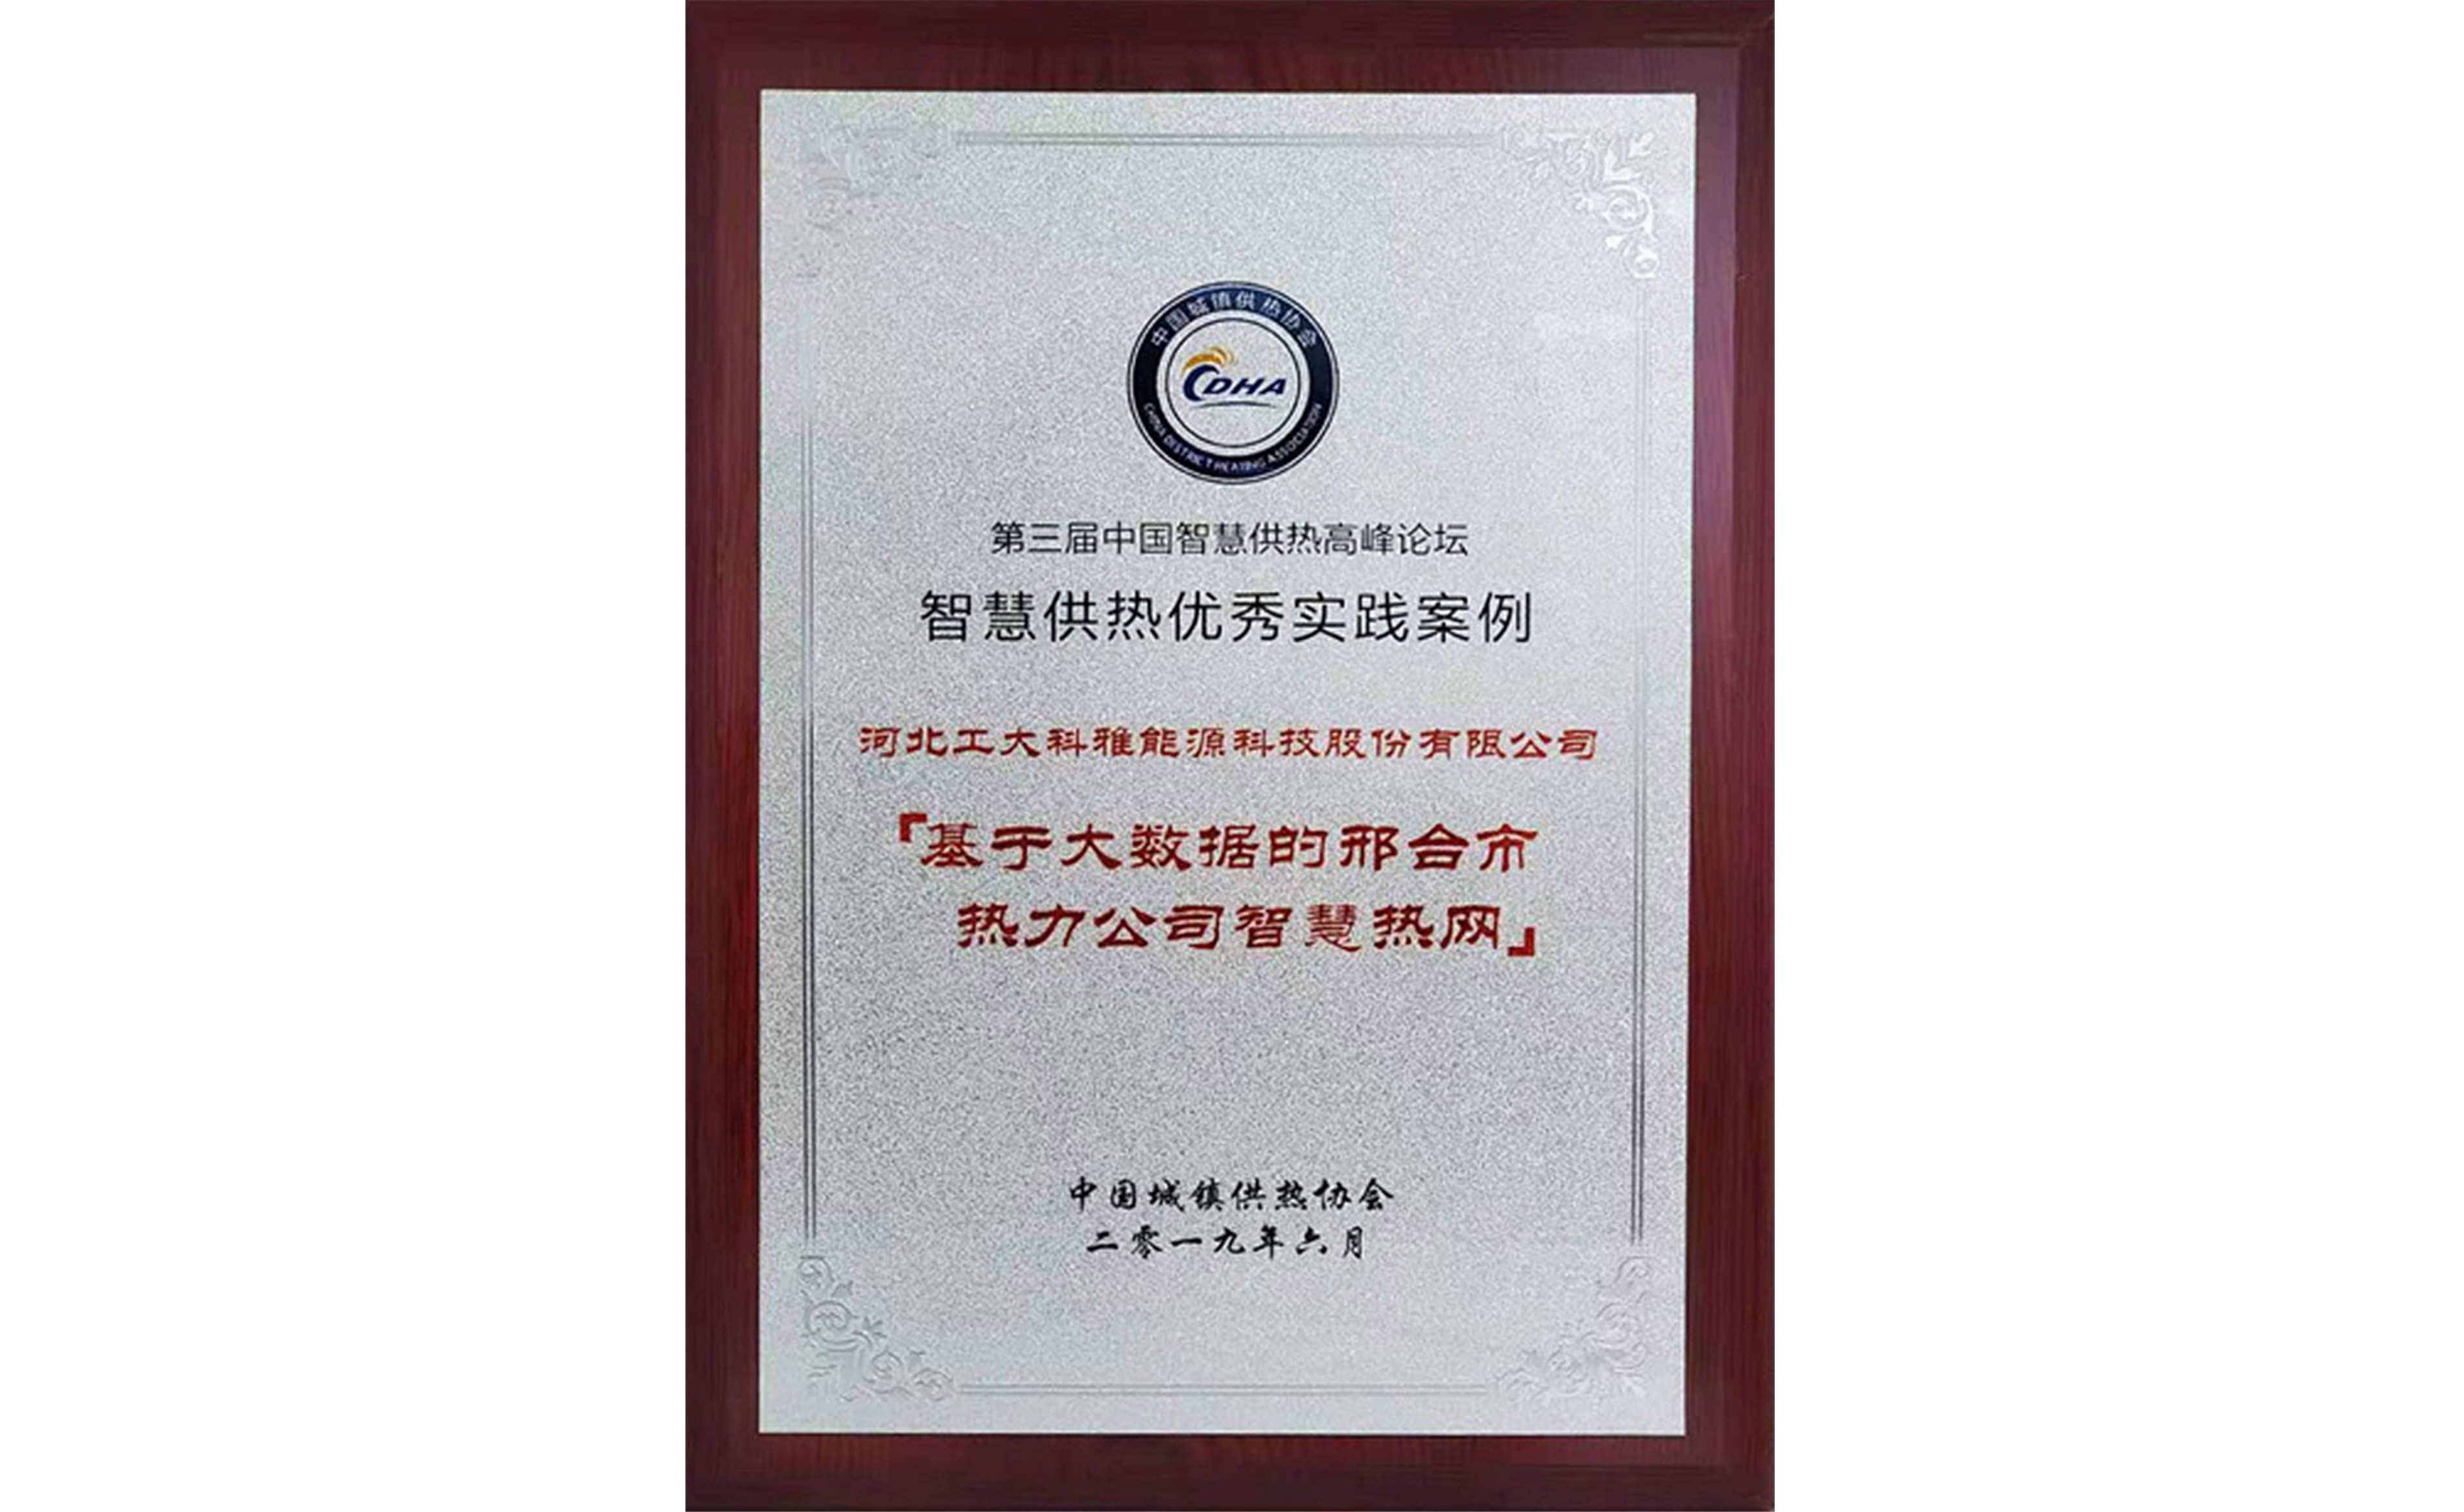 中国城镇供热协会
CDHA
CHINA DISTRICT HEATING ASSOCIATION
第三届中国智慧供热高峰论坛
智慧供热优秀实践案例
河北工大科雅能源科技股份有限公司
「基于大数据的邢台市
热力公司智慧热网」
中国城镇供热协会
二零一九年六月